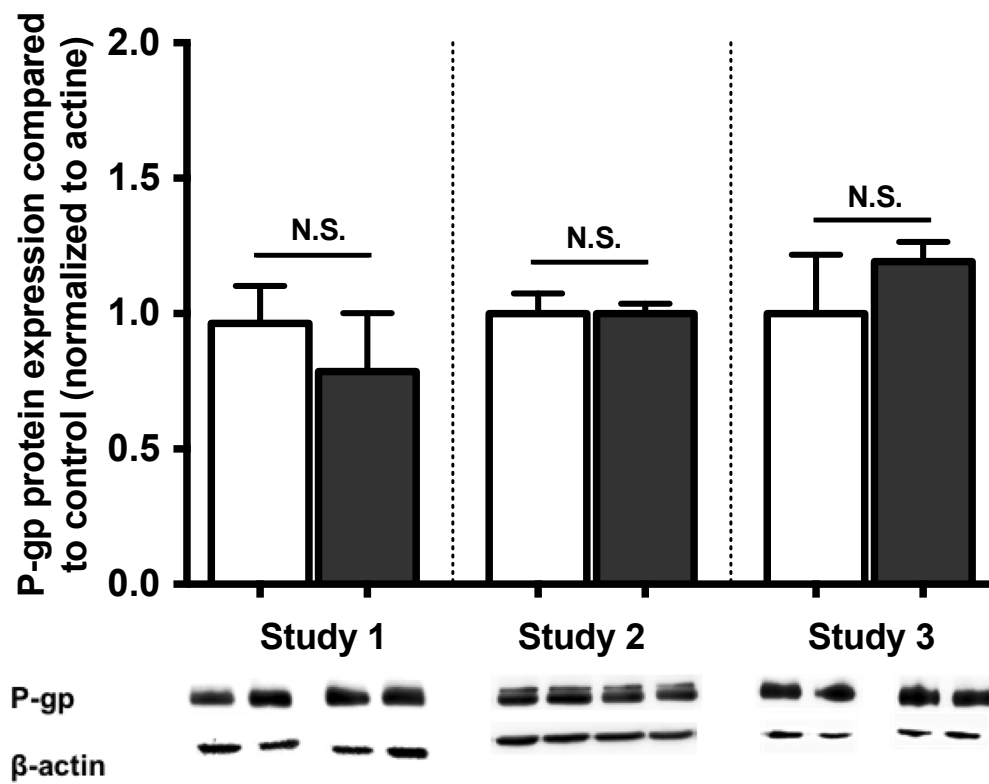 P-gp protein expression compared
to control (normalized to actine)
2.0
1.5
1.0
0.5
0.0
N.S.
N.S.
N.S.
Study 1
Study 2
Study 3
P-gp
β-actin